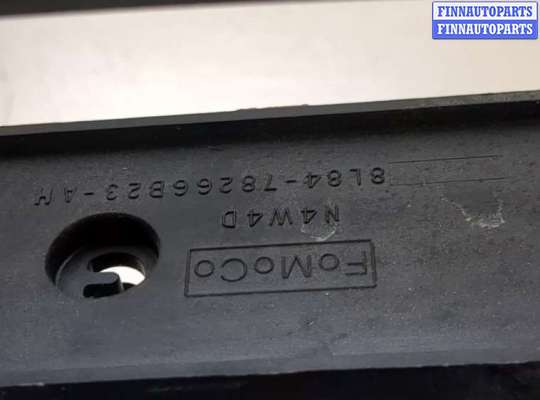 FINNAUTOPARTS
FINNAUTOPARTS
FoMoCo
N4W4D
8L84-78266B23-AH